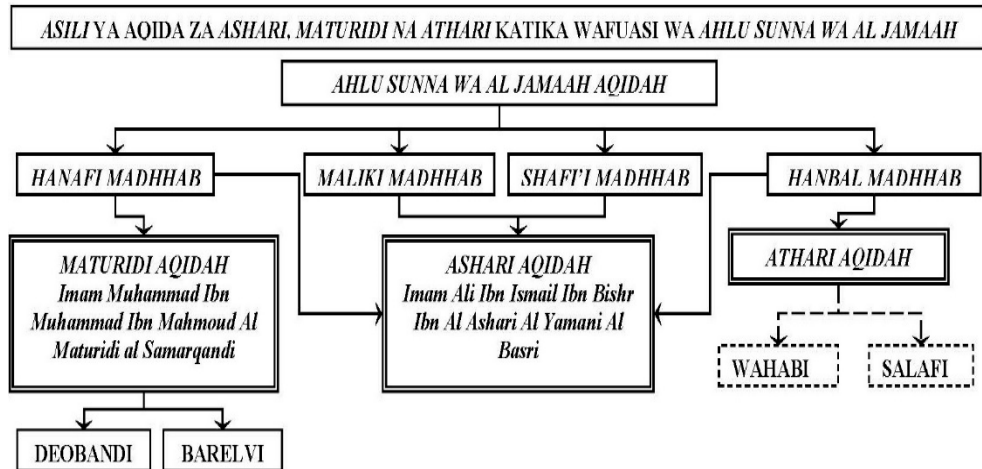 ASILI YA AQIDA ZA ASHARI, MATURIDI NA ATHARI KATIKA WAFUASI WA AHLU SUNNA WA AL JAMAAH
AHLU SUNNA WA AL JAMAAH AQIDAH
HANAFI MADHHAB
MALIKI MADHHAB
SHAFI'I MADHHAB
HANBAL MADHHAB
MATURIDI AQIDAH
Imam Muhammad Ibn
Muhammad Ibn Mahmoud Al
Maturidi al Samarqandi
ASHARI AQIDAH
Imam Ali Ibn Ismail Ibn Bishr
Ibn Al Ashari Al Yamani Al
Basri
ATHARI AQIDAH
WAHABI
SALAFI
DEOBANDI
BARELVI